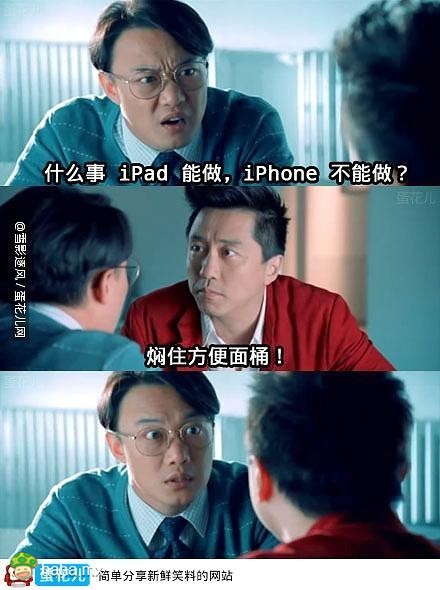 蛋花儿
什么事 iPad 能做，iPhone 不能做？
蛋花儿
@雪影逐风／蛋花儿网
焖住方便面桶！
蛋花儿
haha.mx
蛋花儿 简单分享新鲜笑料的网站